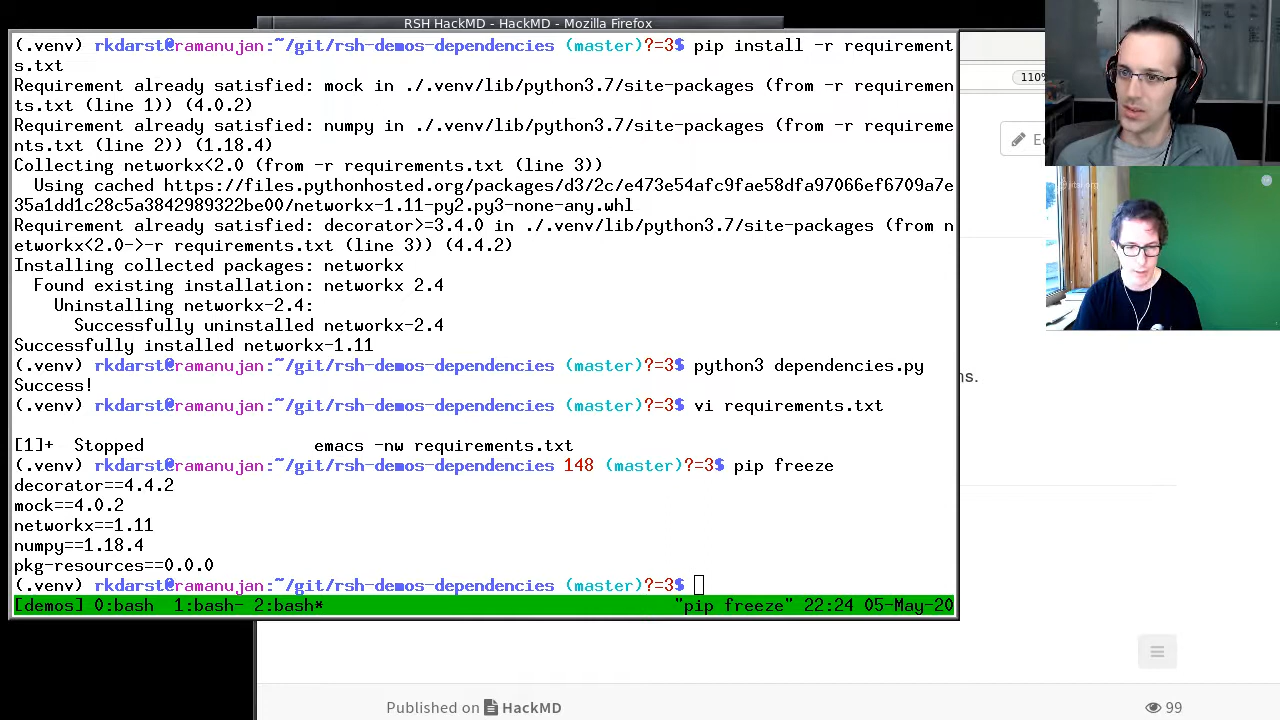 RSH HackMD - HackMD - Mozilla Firefox
(.venv) rkdarst@ramanujan:~/git/rsh-demos-dependencies (master)?=3$ pip install -r requirement
s.txt
Requirement already satisfied: mock in ./.venv/lib/python3.7/site-packages (from -r requiremen
ts.txt (line 1)) (4.0.2)
Requirement already satisfied: numpy in ./.venv/lib/python3.7/site-packages (from -r requireme
nts.txt (line 2)) (1.18.4)
Collecting networkx<2.0 (from -r requirements.txt (line 3))
  Using cached https://files.pythonhosted.org/packages/d3/2c/e473e54afc9fae58dfa97066ef6709a7e
35a1dd1c28c5a3842989322be00/networkx-1.11-py2.py3-none-any.whl
Requirement already satisfied: decorator>=3.4.0 in ./.venv/lib/python3.7/site-packages (from n
etworkx<2.0->-r requirements.txt (line 3)) (4.4.2)
Installing collected packages: networkx
  Found existing installation: networkx 2.4
    Uninstalling networkx-2.4:
      Successfully uninstalled networkx-2.4
Successfully installed networkx-1.11
(.venv) rkdarst@ramanujan:~/git/rsh-demos-dependencies (master)?=3$ python3 dependencies.py
Success!
(.venv) rkdarst@ramanujan:~/git/rsh-demos-dependencies (master)?=3$ vi requirements.txt
[1]+  Stopped                 emacs -nw requirements.txt
(.venv) rkdarst@ramanujan:~/git/rsh-demos-dependencies 148 (master)?=3$ pip freeze
decorator==4.4.2
mock==4.0.2
networkx==1.11
numpy==1.18.4
pkg-resources==0.0.0
(.venv) rkdarst@ramanujan:~/git/rsh-demos-dependencies (master)?=3$
[demos] 0:bash  1:bash- 2:bash* "pip freeze" 22:24 05-May-20
110%
Ed
ns.
Published on HackMD
99